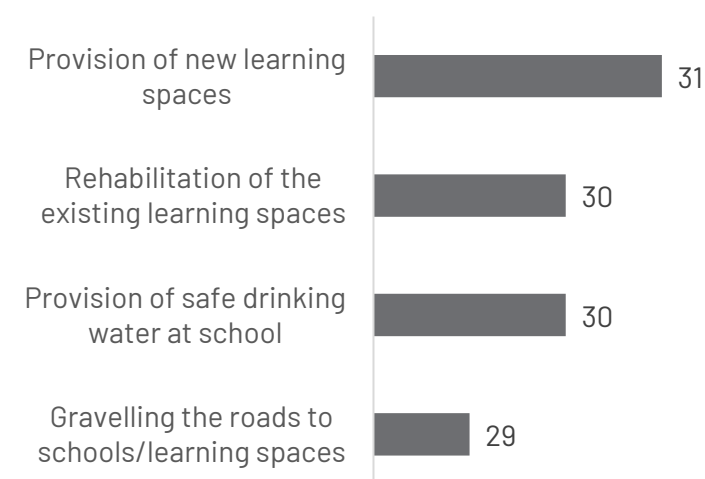 Provision of new learning
spaces
31
Rehabilitation of the
existing learning spaces
30
Provision of safe drinking
water at school
30
Gravelling the roads to
schools/learning spaces
29